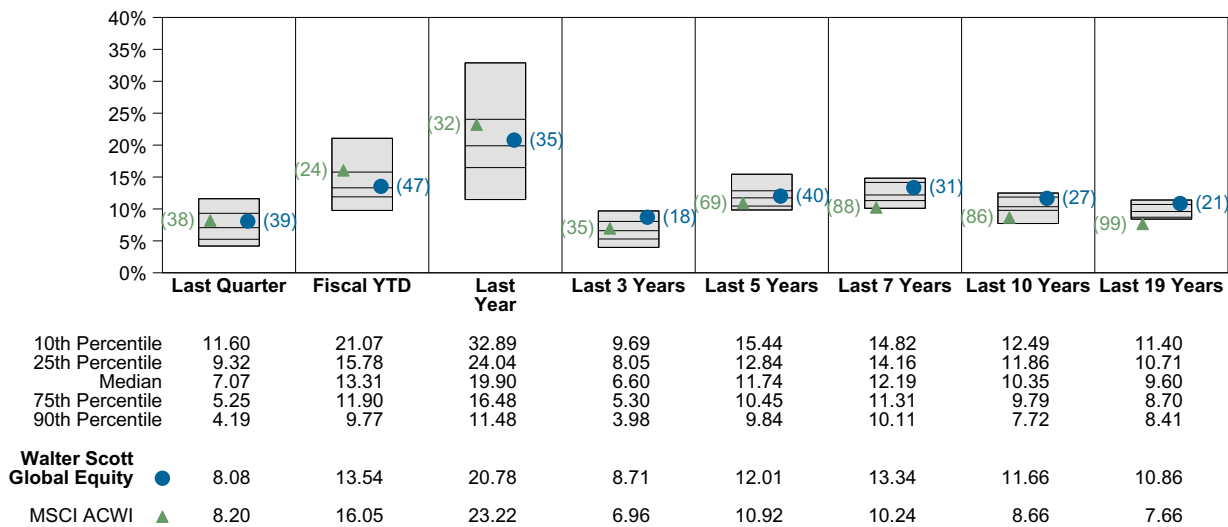 40%
35%
30%
25%
20%
15%
10%
5%
0%
(38) (39)
(24) (47)
(32) (35)
(35) (18)
(69) (40)
(88) (31)
(86) (27)
(99) (21)
Last Quarter Fiscal YTD Last Last 3 Years Last 5 Years Last 7 Years Last 10 Years Last 19 Years
Year
10th Percentile 11.60 21.07 32.89 9.69 15.44 14.82 12.49 11.40
25th Percentile 9.32 15.78 24.04 8.05 12.84 14.16 11.86 10.71
Median 7.07 13.31 19.90 6.60 11.74 12.19 10.35 9.60
75th Percentile 5.25 11.90 16.48 5.30 10.45 11.31 9.79 8.70
90th Percentile 4.19 9.77 11.48 3.98 9.84 10.11 7.72 8.41
Walter Scott
Global Equity 8.08 13.54 20.78 8.71 12.01 13.34 11.66 10.86
MSCI ACWI 8.20 16.05 23.22 6.96 10.92 10.24 8.66 7.66